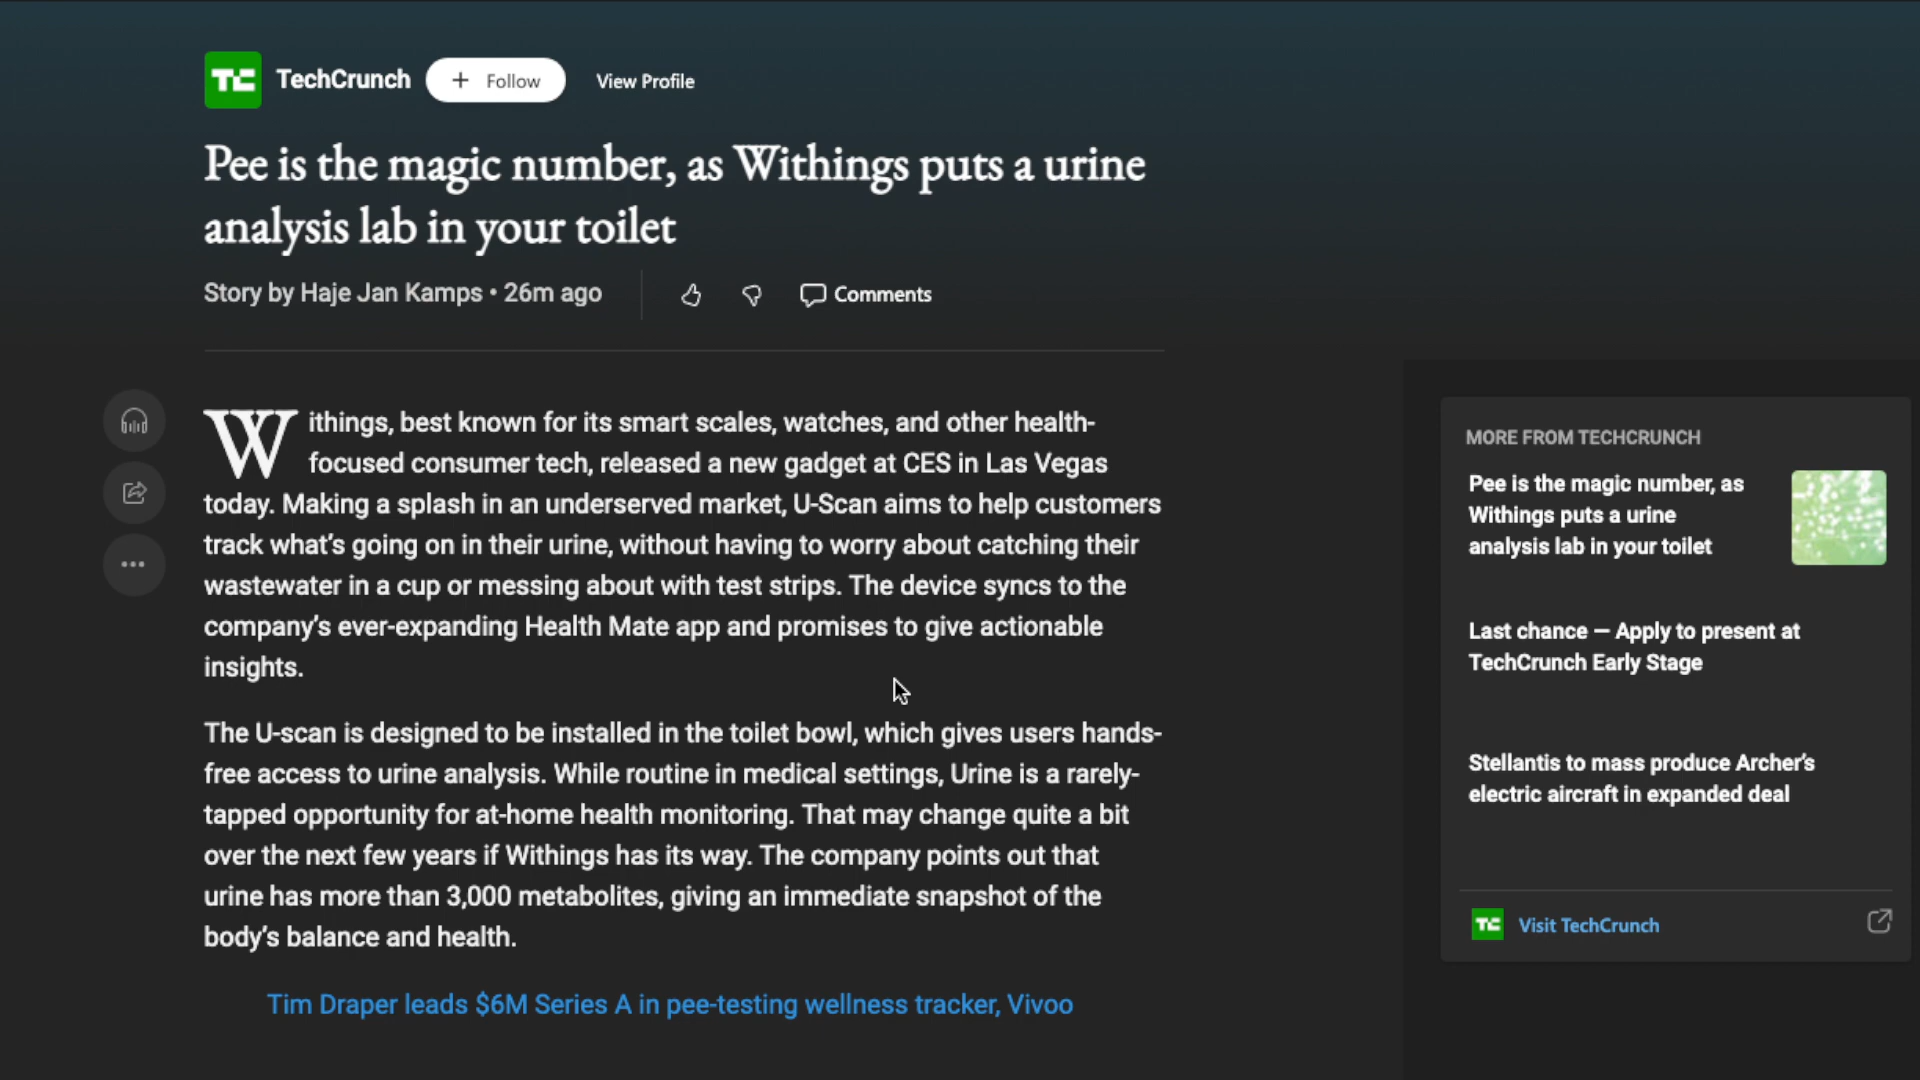 TC TechCrunch + Follow View Profile
Pee is the magic number, as Withings puts a urine
analysis lab in your toilet
Story by Haje Jan Kamps • 26m ago Comments
Withings, best known for its smart scales, watches, and other health-
focused consumer tech, released a new gadget at CES in Las Vegas
today. Making a splash in an underserved market, U-Scan aims to help customers
track what's going on in their urine, without having to worry about catching their
wastewater in a cup or messing about with test strips. The device syncs to the
company's ever-expanding Health Mate app and promises to give actionable
insights.
The U-scan is designed to be installed in the toilet bowl, which gives users hands-
free access to urine analysis. While routine in medical settings, Urine is a rarely-
tapped opportunity for at-home health monitoring. That may change quite a bit
over the next few years if Withings has its way. The company points out that
urine has more than 3,000 metabolites, giving an immediate snapshot of the
body's balance and health.
Tim Draper leads $6M Series A in pee-testing wellness tracker, Vivoo
MORE FROM TECHCRUNCH
Pee is the magic number, as
Withings puts a urine
analysis lab in your toilet
Last chance — Apply to present at
TechCrunch Early Stage
Stellantis to mass produce Archer's
electric aircraft in expanded deal
TC Visit TechCrunch